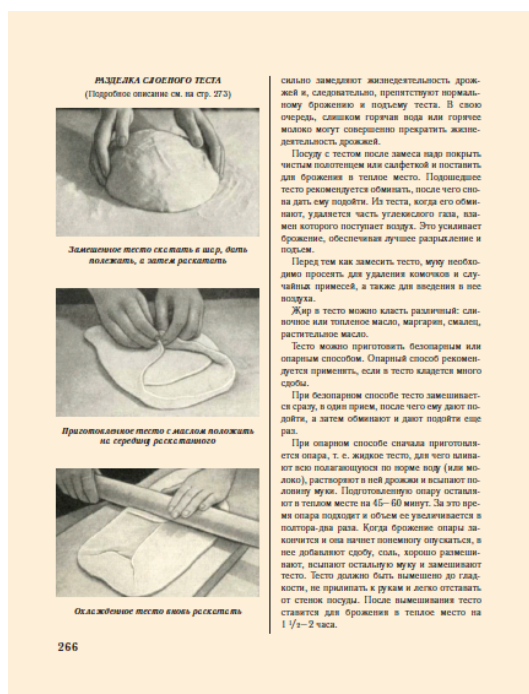 РАЗДЕЛКА СЛОЕНОГО ТЕСТА
(Подробное описание см. на стр. 273)
Замешенное тесто скатать в шар, дать
полежать, а затем раскатать
Приготовленное тесто с маслом положить
на середину раскатанного
Охлажденное тесто вновь раскатать
сильно замедляют жизнедеятельность дрож-
жей и, следовательно, препятствуют нормаль-
ному брожению и подъему теста. В свою
очередь, слишком горячая вода или горячее
молоко могут совершенно прекратить жизне-
деятельность дрожжей.
Посуду с тестом после замеса надо покрыть
чистым полотенцем или салфеткой и поставить
для брожения в теплое место. Подошедшее
тесто рекомендуется обминать, после чего сно-
ва дать ему подойти. Из теста, когда его обми-
нают, удаляется часть углекислого газа, вза-
мен которого поступает воздух. Это усиливает
брожение, обеспечивая лучшее разрыхление и
подъем.
Перед тем как замесить тесто, муку необхо-
димо просеять для удаления комочков и слу-
чайных примесей, а также для введения в нее
воздуха.
Жир в тесто можно класть различный: сли-
вочное или топленое масло, маргарин, смалец,
растительное масло.
Тесто можно приготовить безопарным или
опарным способом. Опарный способ рекомен-
дуется применять, если в тесто кладется много
сдобы.
При безопарном способе тесто замешивает-
ся сразу, в один прием, после чего ему дают по-
дойти, а затем обминают и дают подойти еще
раз.
При опарном способе сначала приготовля-
ется опара, т. е. жидкое тесто, для чего влива-
ют всю полагающуюся по норме воду (или мо-
локо), растворяют в ней дрожжи и всыпают по-
ловину муки. Подготовленную опару оставля-
ют в теплом месте на 45—60 минут. За это вре-
мя опара подходит и объем ее увеличивается в
полтора-два раза. Когда брожение опары за-
кончится и она начнет понемногу опускаться, в
нее добавляют сдобу, соль, хорошо размеши-
вают, всыпают остальную муку и замешивают
тесто. Тесто должно быть вымешено до глад-
кости, не прилипать к рукам и легко отставать
от стенок посуды. После вымешивания тесто
ставится для брожения в теплое место на
1 1/2—2 часа.
266